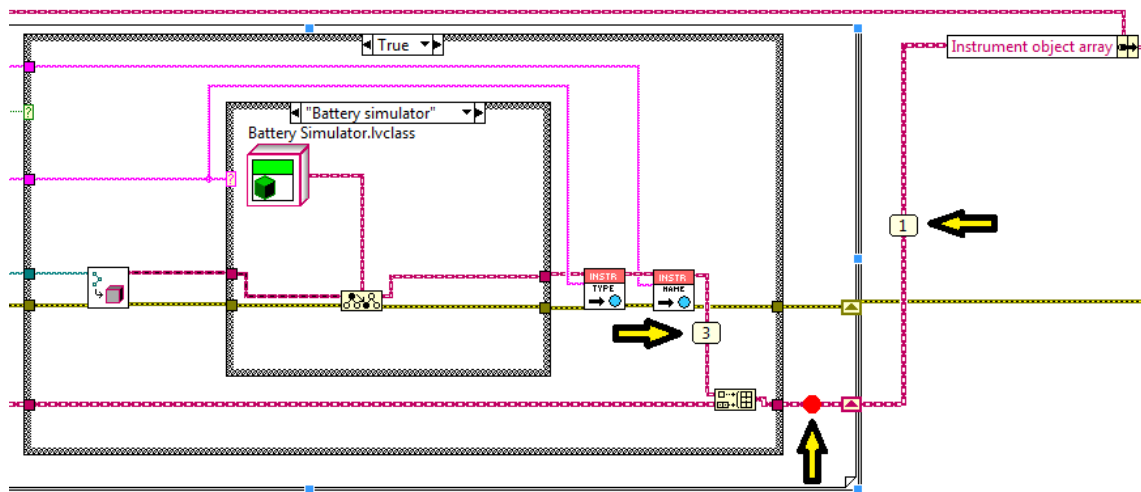 True
Instrument object array
"Battery simulator"
Battery Simulator.lvclass
?
?
1
INSTR
TYPE
INSTR
NAME
3